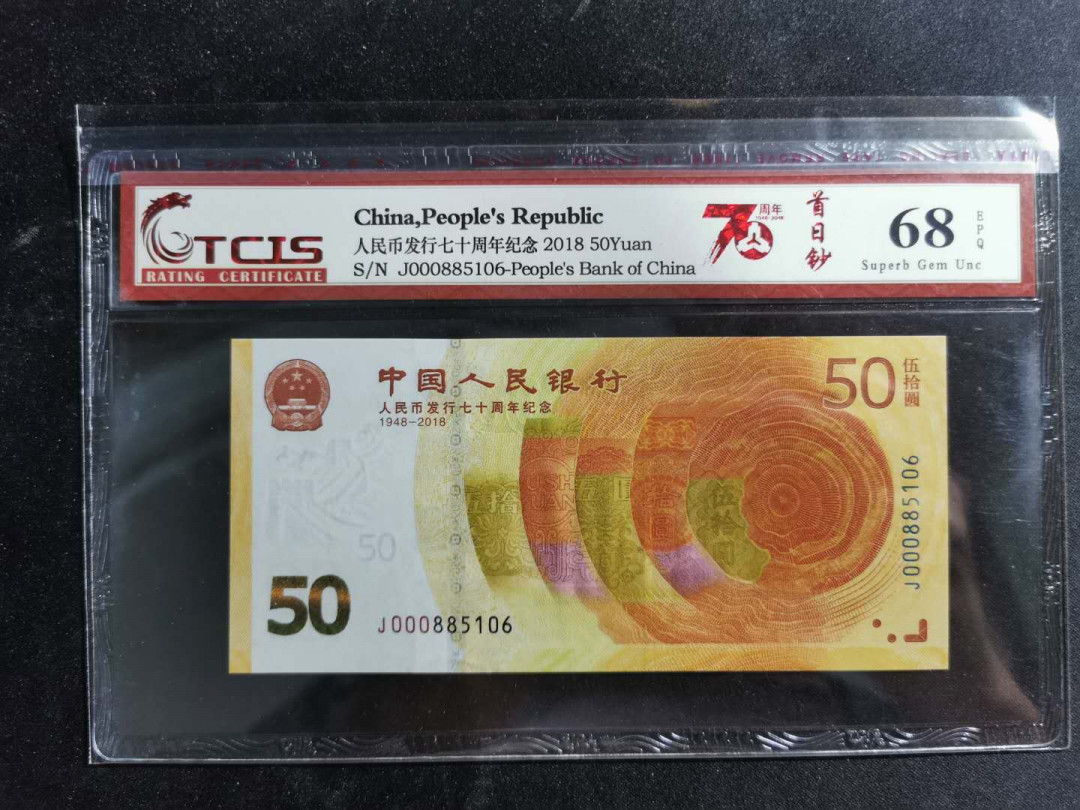 TCIS
RATING CERTIFICATE
China,People's Republic
人民币发行七十周年纪念 2018 50Yuan
S/N J000885106-People's Bank of China
70周年
1948-2018
首日钞
68
EPQ
Superb Gem Unc
中国人民银行
人民币发行七十周年纪念
1948-2018
50
伍拾圆
50
50
J000885106
J000885106